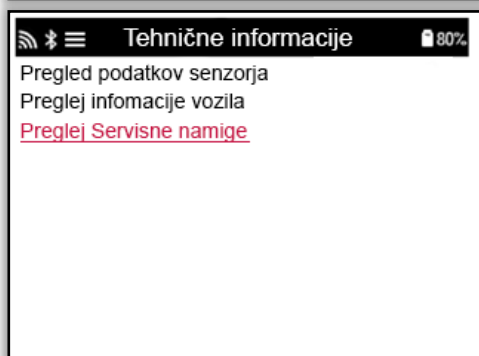 Tehnične informacije 80%
Pregled podatkov senzorja
Preglej infomacije vozila
Preglej Servisne namige